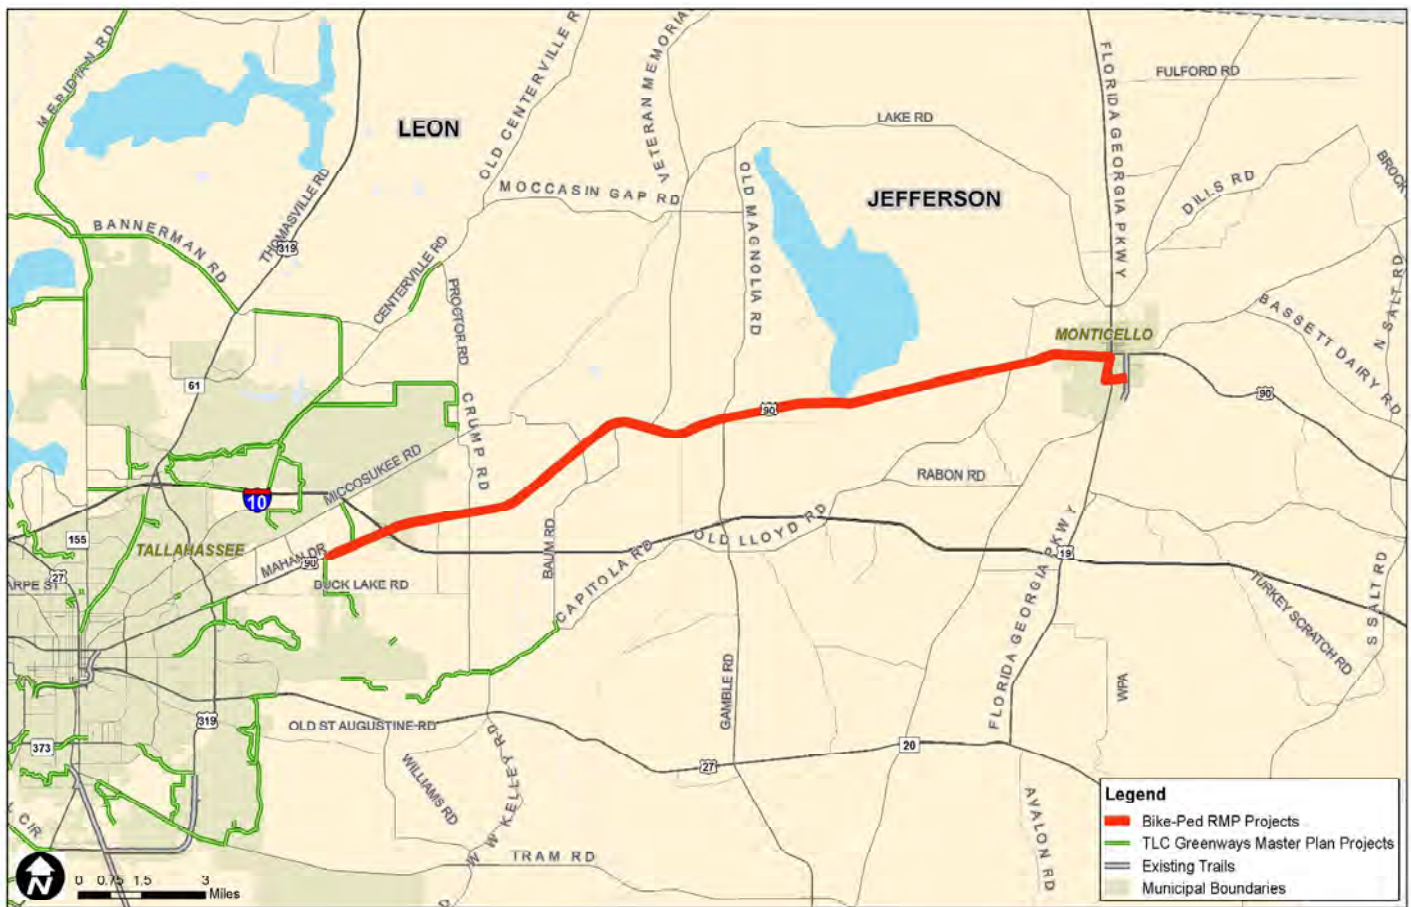 MERIDIAN RD
LEON
OLD CENTERVILLE R
VETERAN MEMORIA
FLORIDA GEORGIA PKWY
FULFORD RD
LAKE RD
BROCK
THOMASVILLE RD
319
MOCCASIN GAP RD
OLD MAGNOLIA RD
JEFFERSON
DILLS RD
BANNERMAN RD
CENTERVILLE RD
PROCTOR RD
N SALT RD
BASSETT DAIRY RD
MONTICELLO
61
90
90
CRUMP RD
MICCOSUKEE RD
RABON RD
10
155
TALLAHASSEE
MAHAN DR
90
BAUM RD
OLD LLOYD RD
CAPITOLA RD
FLORIDA GEORGIA PKWY
19
27
ARPE ST
BUCK LAKE RD
TURKEY SCRATCH RD
S SALT RD
GAMBLE RD
WPA
319
OLD ST AUGUSTINE RD
373
20
27
WILLIAMS RD
W W KELLEY RD
AVALON RD
TRAM RD
CIR
N
0 0.75 1.5 3
Miles
Legend
Bike-Ped RMP Projects
TLC Greenways Master Plan Projects
Existing Trails
Municipal Boundaries